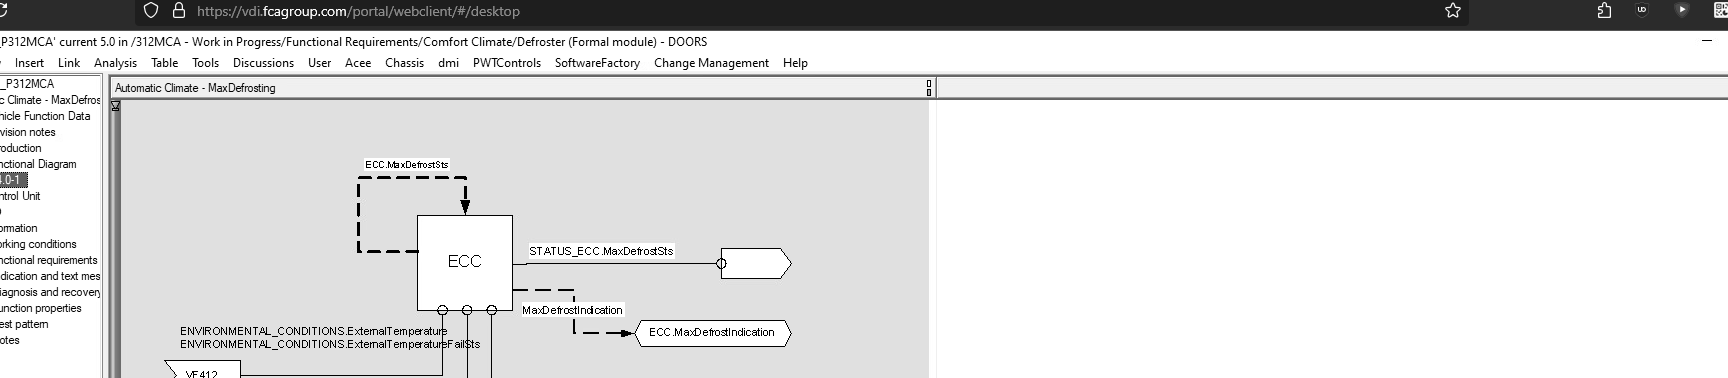 https://vdi.fcagroup.com/portal/webclient/#/desktop
_P312MCA' current 5.0 in /312MCA - Work in Progress/Functional Requirements/Comfort Climate/Defroster (Formal module) - DOORS
Insert Link Analysis Table Tools Discussions User Acee Chassis dmi PWTControls SoftwareFactory Change Management Help
_P312MCA
c Climate - MaxDefros
hicle Function Data
vision notes
roduction
nctional Diagram
4.0-1
ntrol Unit
ormation
orking conditions
nctional requirements
dication and text mes
iagnosis and recovery
unction properties
est pattern
otes
Automatic Climate - MaxDefrosting
ECC.MaxDefrostSts
ECC
STATUS_ECC.MaxDefrostSts
MaxDefrostIndication
ECC.MaxDefrostIndication
ENVIRONMENTAL_CONDITIONS.ExternalTemperature
ENVIRONMENTAL_CONDITIONS.ExternalTemperatureFailSts
VF412